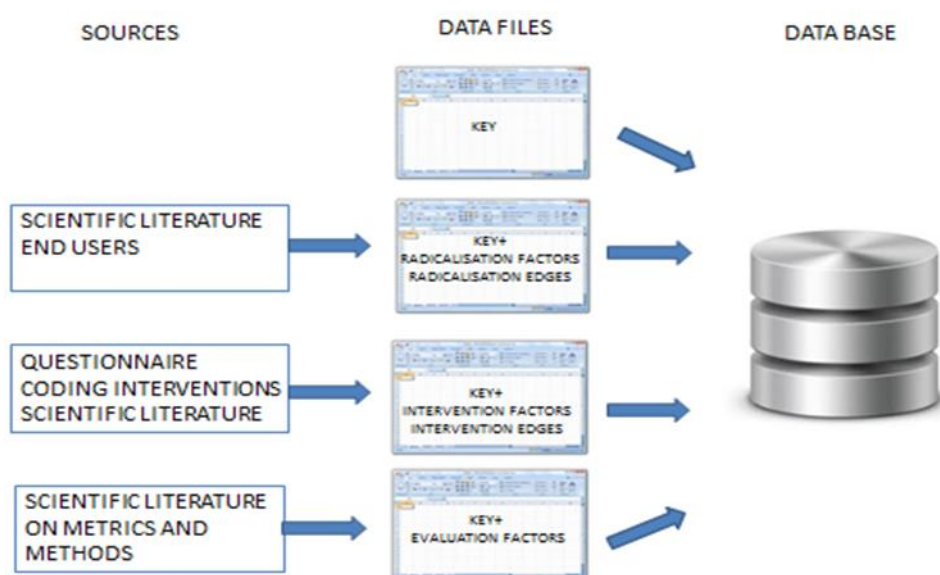 SOURCES
DATA FILES
DATA BASE
KEY
SCIENTIFIC LITERATURE
END USERS
KEY+
RADICALISATION FACTORS
RADICALISATION EDGES
QUESTIONNAIRE
CODING INTERVENTIONS
SCIENTIFIC LITERATURE
KEY+
INTERVENTION FACTORS
INTERVENTION EDGES
SCIENTIFIC LITERATURE
ON METRICS AND
METHODS
KEY+
EVALUATION FACTORS